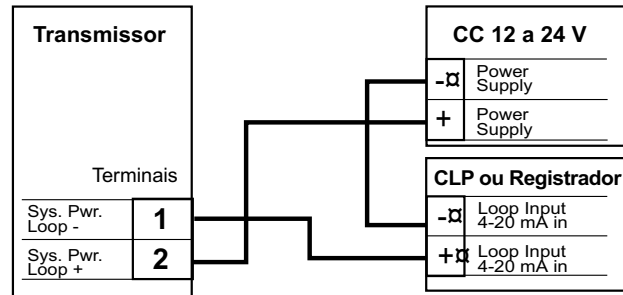 Transmissor
Terminais
Sys. Pwr.
Loop -
1
Sys. Pwr.
Loop +
2
CC 12 a 24 V
-¤
Power
Supply
+
Power
Supply
CLP ou Registrador
-¤
Loop Input
4-20 mA in
+¤
Loop Input
4-20 mA in